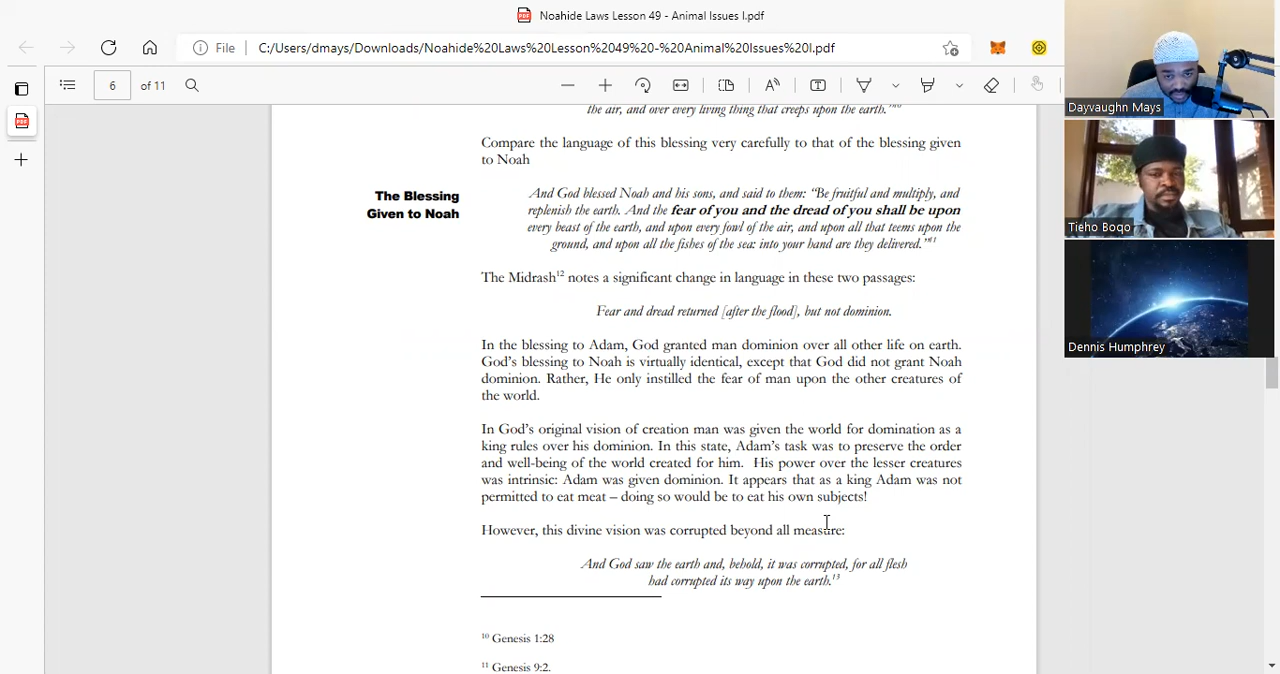 Noahide Laws Lesson 49 - Animal Issues I.pdf
File
C:/Users/dmays/Downloads/Noahide%20Laws%20Lesson%2049%20-%20Animal%20Issues%20I.pdf
6 of 11
the air, and over every living thing that creeps upon the earth."10
Compare the language of this blessing very carefully to that of the blessing given
to Noah
The Blessing
Given to Noah
And God blessed Noah and his sons, and said to them: "Be fruitful and multiply, and
replenish the earth. And the fear of you and the dread of you shall be upon
every beast of the earth, and upon every fowl of the air, and upon all that teems upon the
ground, and upon all the fishes of the sea: into your hand are they delivered."11
The Midrash12 notes a significant change in language in these two passages:
Fear and dread returned [after the flood], but not dominion.
In the blessing to Adam, God granted man dominion over all other life on earth.
God's blessing to Noah is virtually identical, except that God did not grant Noah
dominion. Rather, He only instilled the fear of man upon the other creatures of
the world.
In God's original vision of creation man was given the world for domination as a
king rules over his dominion. In this state, Adam's task was to preserve the order
and well-being of the world created for him. His power over the lesser creatures
was intrinsic: Adam was given dominion. It appears that as a king Adam was not
permitted to eat meat – doing so would be to eat his own subjects!
However, this divine vision was corrupted beyond all measure:
And God saw the earth and, behold, it was corrupted, for all flesh
had corrupted its way upon the earth.13
10 Genesis 1:28
11 Genesis 9:2.
Dayvaughn Mays
Tieho Boqo
Dennis Humphrey